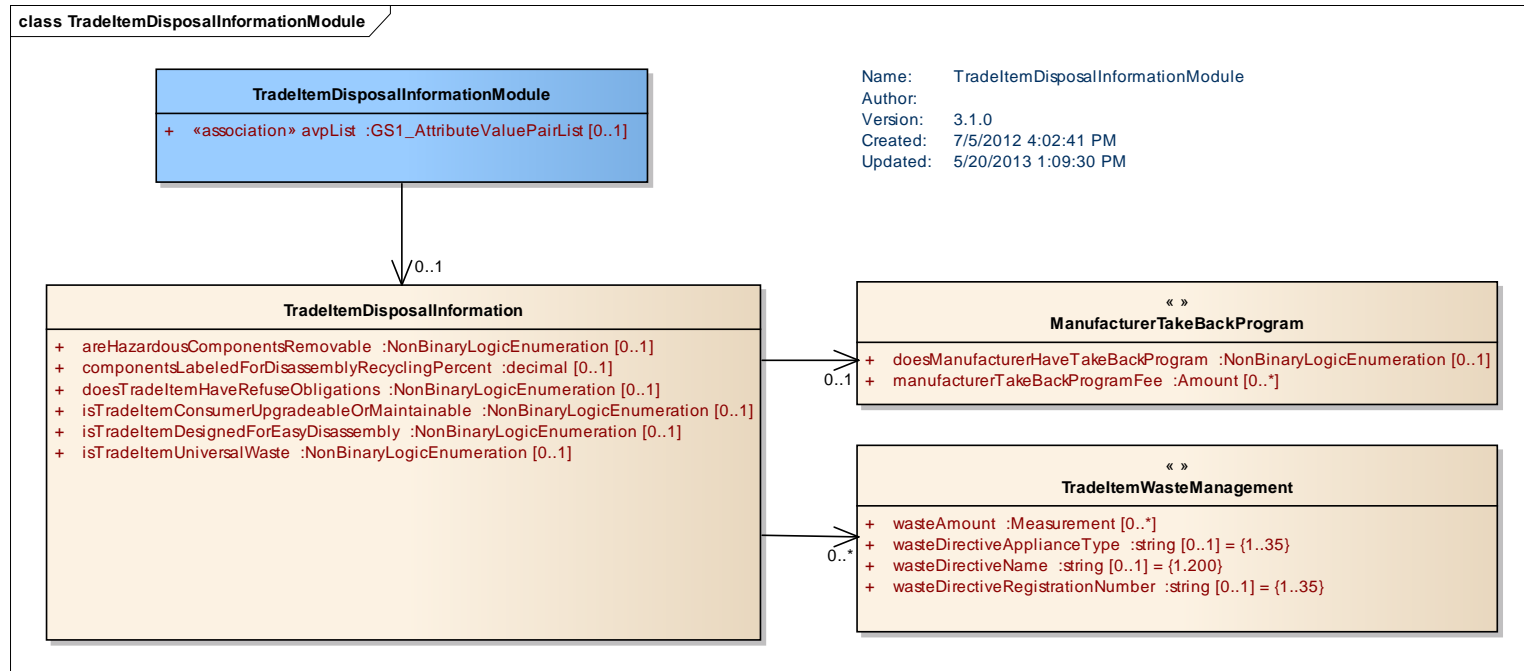 class TradeItemDisposalInformationModule
TradeItemDisposalInformationModule
+ «association» avpList :GS1_AttributeValuePairList [0..1]
Name: TradeItemDisposalInformationModule
Author:
Version: 3.1.0
Created: 7/5/2012 4:02:41 PM
Updated: 5/20/2013 1:09:30 PM
0..1
TradeItemDisposalInformation
+ areHazardousComponentsRemovable :NonBinaryLogicEnumeration [0..1]
+ componentsLabeledForDisassemblyRecyclingPercent :decimal [0..1]
+ doesTradeItemHaveRefuseObligations :NonBinaryLogicEnumeration [0..1]
+ isTradeItemConsumerUpgradeableOrMaintainable :NonBinaryLogicEnumeration [0..1]
+ isTradeItemDesignedForEasyDisassembly :NonBinaryLogicEnumeration [0..1]
+ isTradeItemUniversalWaste :NonBinaryLogicEnumeration [0..1]
0..1
« »
ManufacturerTakeBackProgram
+ doesManufacturerHaveTakeBackProgram :NonBinaryLogicEnumeration [0..1]
+ manufacturerTakeBackProgramFee :Amount [0..*]
0..*
« »
TradeItemWasteManagement
+ wasteAmount :Measurement [0..*]
+ wasteDirectiveApplianceType :string [0..1] = {1..35}
+ wasteDirectiveName :string [0..1] = {1.200}
+ wasteDirectiveRegistrationNumber :string [0..1] = {1..35}